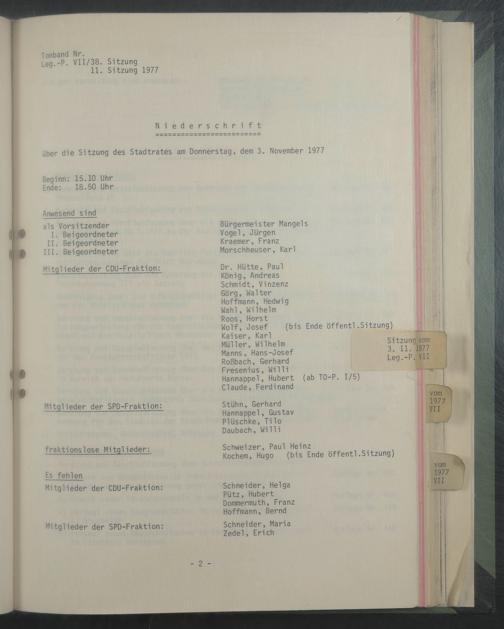 Tonband Nr.
Leg.-P. VII/38. Sitzung
11. Sitzung 1977
Niederschrift
über die Sitzung des Stadtrates am Donnerstag, dem 3. November 1977
Beginn: 15.10 Uhr
Ende: 18.50 Uhr
Anwesend sind
als Vorsitzender Bürgermeister Mangels
I. Beigeordneter Vogel, Jürgen
II. Beigeordneter Kraemer, Franz
III. Beigeordneter Morschheuser, Karl
Mitglieder der CDU-Fraktion: Dr. Hütte, Paul
König, Andreas
Schmidt, Vinzenz
Görg, Walter
Hoffmann, Hedwig
Wahl, Wilhelm
Roos, Horst
Wolf, Josef (bis Ende öffentl.Sitzung)
Kaiser, Karl
Müller, Wilhelm
Manns, Hans-Josef
Roßbach, Gerhard
Fresenius, Willi
Hannappel, Hubert (ab TO-P. I/5)
Claude, Ferdinand
Mitglieder der SPD-Fraktion: Stühn, Gerhard
Hannappel, Gustav
Plüschke, Tilo
Daubach, Willi
fraktionslose Mitglieder: Schweizer, Paul Heinz
Kochem, Hugo (bis Ende öffentl.Sitzung)
Es fehlen
Mitglieder der CDU-Fraktion: Schneider, Helga
Pütz, Hubert
Dommermuth, Franz
Hoffmann, Bernd
Mitglieder der SPD-Fraktion: Schneider, Maria
Zedel, Erich
- 2 -
Sitzung vom
3. 11. 1977
Leg.-P. VII
vom
1977
VII
vom
1977
VII